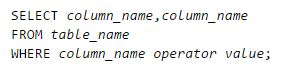 SELECT column_name,column_name
FROM table_name
WHERE column_name operator value;